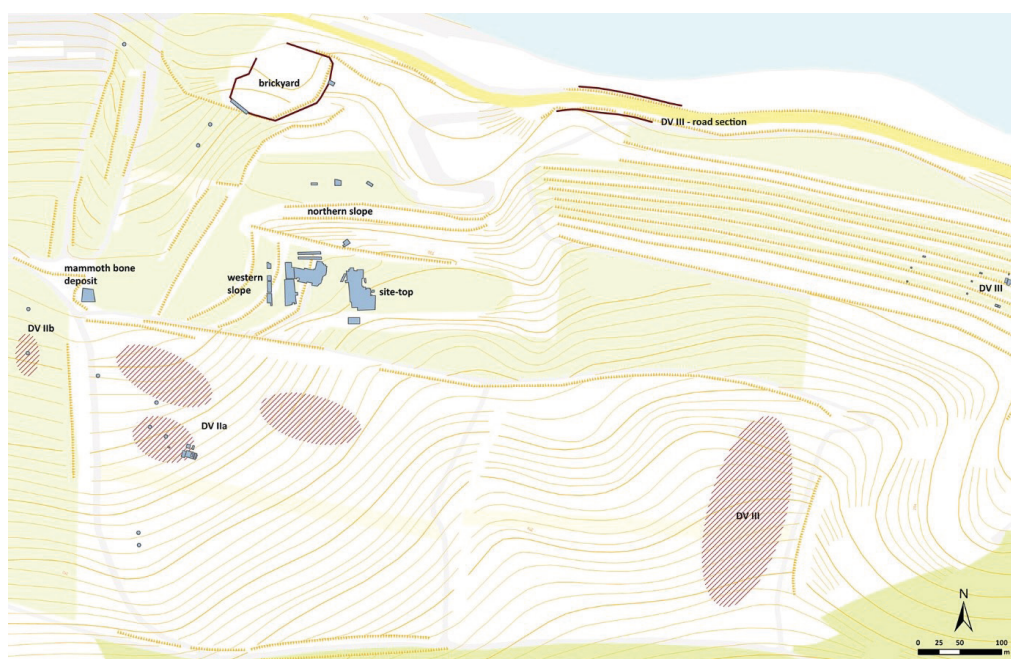 brickyard
DV III - road section
northern slope
mammoth bone
deposit
western
slope
site-top
DV III
DV IIb
DV IIa
DV III
N
0 25 50 100
m